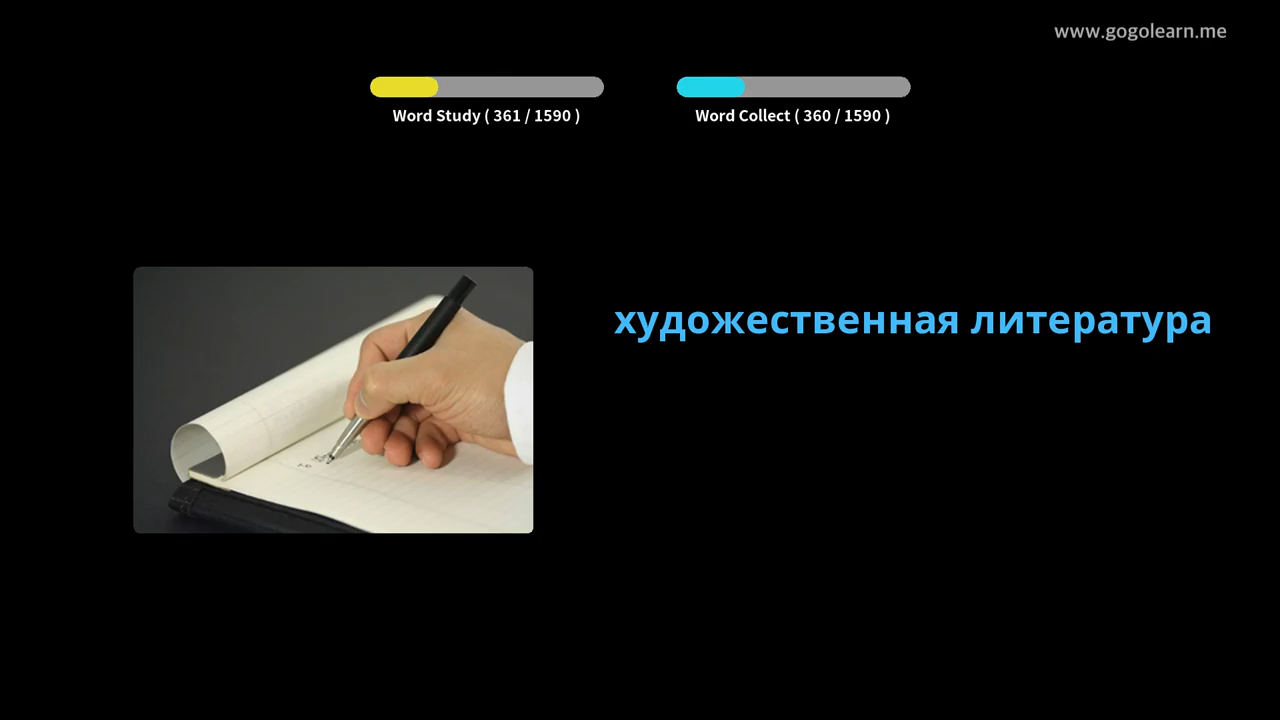 www.gogolearn.me
Word Study ( 361 / 1590 )
Word Collect ( 360 / 1590 )
художественная литература